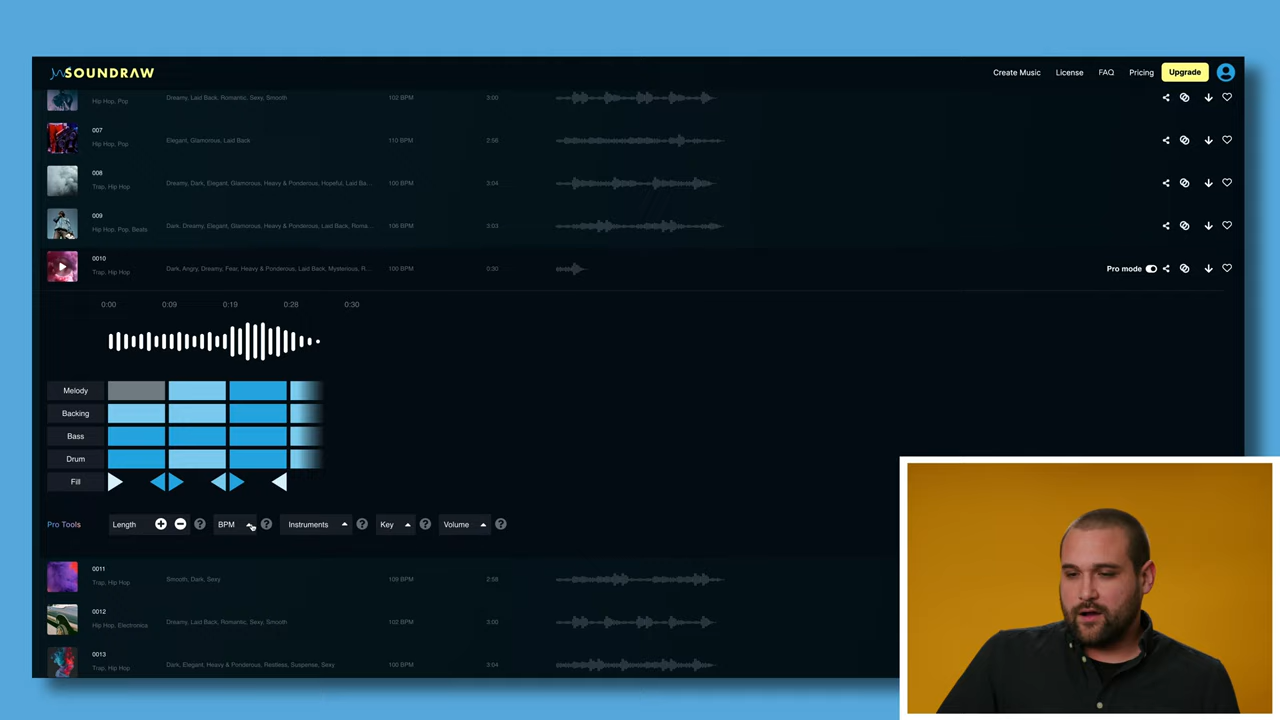 SOUNDRAW
Create Music License FAQ Pricing Upgrade
Hip Hop, Pop Dreamy, Laid Back, Romantic, Sexy, Smooth 102 BPM 3:00
007
Hip Hop, Pop Elegant, Glamorous, Laid Back 110 BPM 2:56
008
Trap, Hip Hop Dreamy, Dark, Elegant, Glamorous, Heavy & Ponderous, Hopeful, Laid Ba... 100 BPM 3:04
009
Hip Hop, Pop, Beats Dark, Dreamy, Elegant, Glamorous, Heavy & Ponderous, Laid Back, Roma... 106 BPM 3:03
0010
Trap, Hip Hop Dark, Angry, Dreamy, Fear, Heavy & Ponderous, Laid Back, Mysterious, R... 100 BPM 0:30 Pro mode
0:00 0:09 0:19 0:28 0:30
Melody
Backing
Bass
Drum
Fill
Pro Tools Length ? BPM ? Instruments ? Key ? Volume ?
0011
Trap, Hip Hop Smooth, Dark, Sexy 109 BPM 2:58
0012
Hip Hop, Electronica Dreamy, Laid Back, Romantic, Sexy, Smooth 102 BPM 3:00
0013
Trap, Hip Hop Dark, Elegant, Heavy & Ponderous, Restless, Suspense, Sexy 100 BPM 3:04